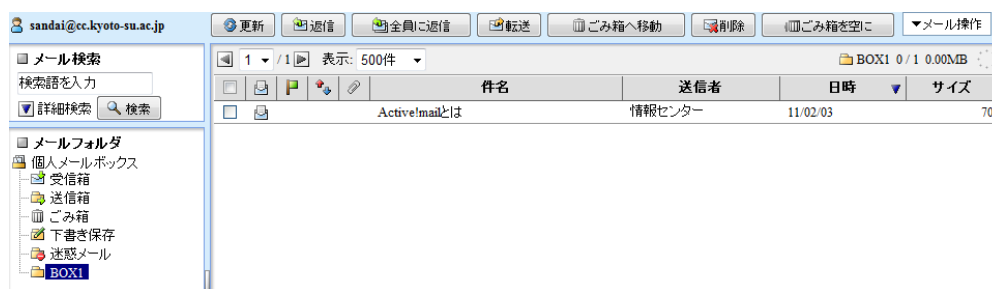 sandai@cc.kyoto-su.ac.jp
更新 返信 全員に返信 転送 ごみ箱へ移動 削除 ごみ箱を空に ▼メール操作
メール検索
検索語を入力
詳細検索 検索
メールフォルダ
個人メールボックス
受信箱
送信箱
ごみ箱
下書き保存
迷惑メール
BOX1
1 / 1 表示: 500件 BOX1 0 / 1 0.00MB
件名 送信者 日時 ▼ サイズ
Active!mailとは 情報センター 11/02/03 70